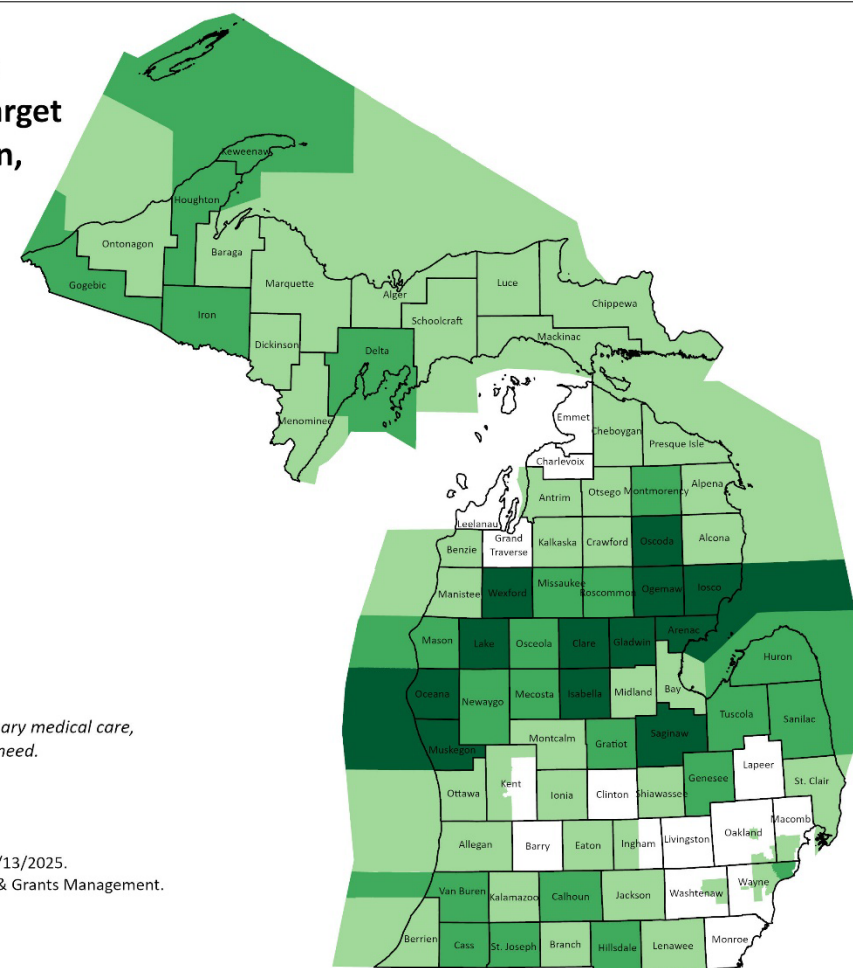 arget
n,
Keweenaw
Houghton
Ontonagon
Baraga
Gogebic
Marquette
Luce
Alger
Chippewa
Iron
Schoolcraft
Mackinac
Dickinson
Delta
Menominee
Emmet
Cheboygan
Presque Isle
Charlevoix
Antrim
Otsego
Montmorency
Alpena
Leelanau
Grand
Traverse
Benzie
Kalkaska
Crawford
Oscoda
Alcona
Manistee
Wexford
Missaukee
Roscommon
Ogemaw
Iosco
Mason
Lake
Osceola
Clare
Gladwin
Arenac
Huron
Oceana
Newaygo
Mecosta
Isabella
Midland
Bay
Tuscola
Sanilac
ary medical care,
need.
Muskegon
Montcalm
Gratiot
Saginaw
Lapeer
Genesee
St. Clair
Ottawa
Kent
Ionia
Clinton
Shiawassee
Macomb
Oakland
/13/2025.
& Grants Management.
Allegan
Barry
Eaton
Ingham
Livingston
Van Buren
Kalamazoo
Calhoun
Jackson
Washtenaw
Wayne
Berrien
Cass
St. Joseph
Branch
Hillsdale
Lenawee
Monroe